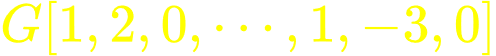 G[1, 2, 0, ⋯, 1, −3, 0]